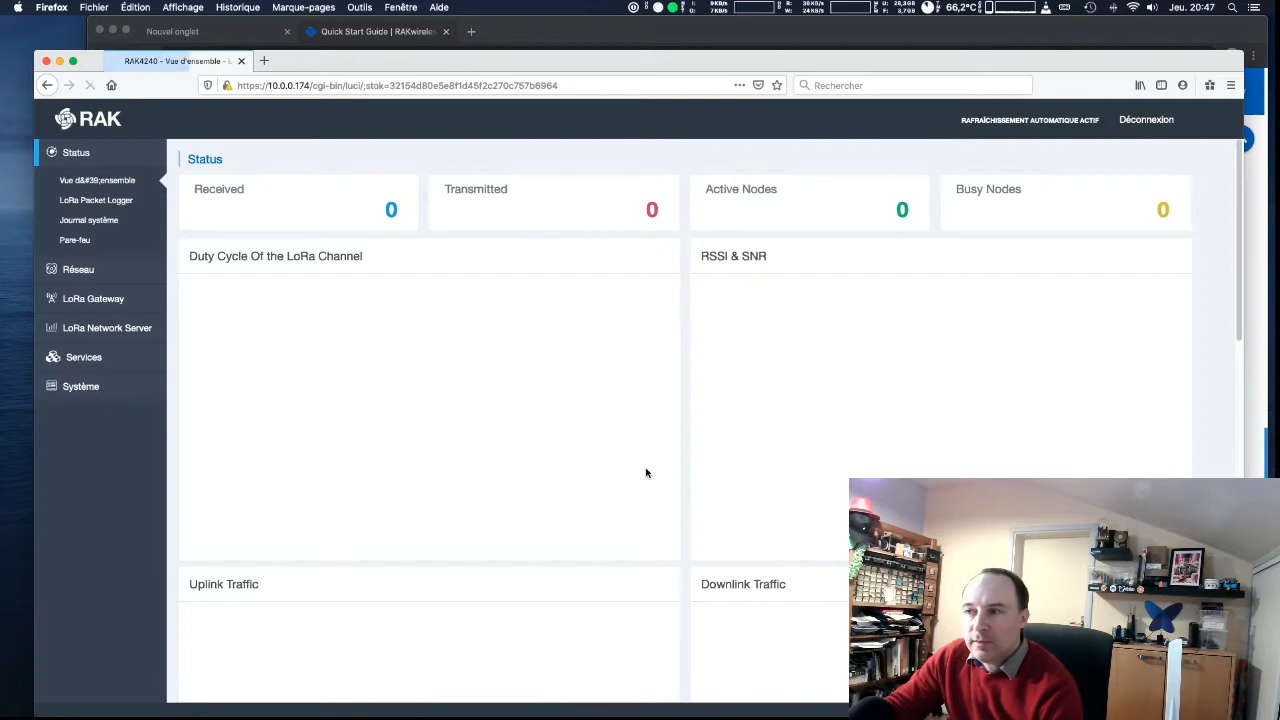 Firefox Fichier Édition Affichage Historique Marque-pages Outils Fenêtre Aide
66,2°C
Jeu. 20:47
Nouvel onglet
Quick Start Guide | RAKwireles
RAK4240 - Vue d'ensemble - L
https://10.0.0.174/cgi-bin/luci/;stok=32154d80e5e8f1d45f2c270c757b6964
Rechercher
RAK
RAFRAÎCHISSEMENT AUTOMATIQUE ACTIF
Déconnexion
Status
Vue d&#39;ensemble
LoRa Packet Logger
Journal système
Pare-feu
Réseau
LoRa Gateway
LoRa Network Server
Services
Système
Status
Received
0
Transmitted
0
Active Nodes
0
Busy Nodes
0
Duty Cycle Of the LoRa Channel
RSSI & SNR
Uplink Traffic
Downlink Traffic